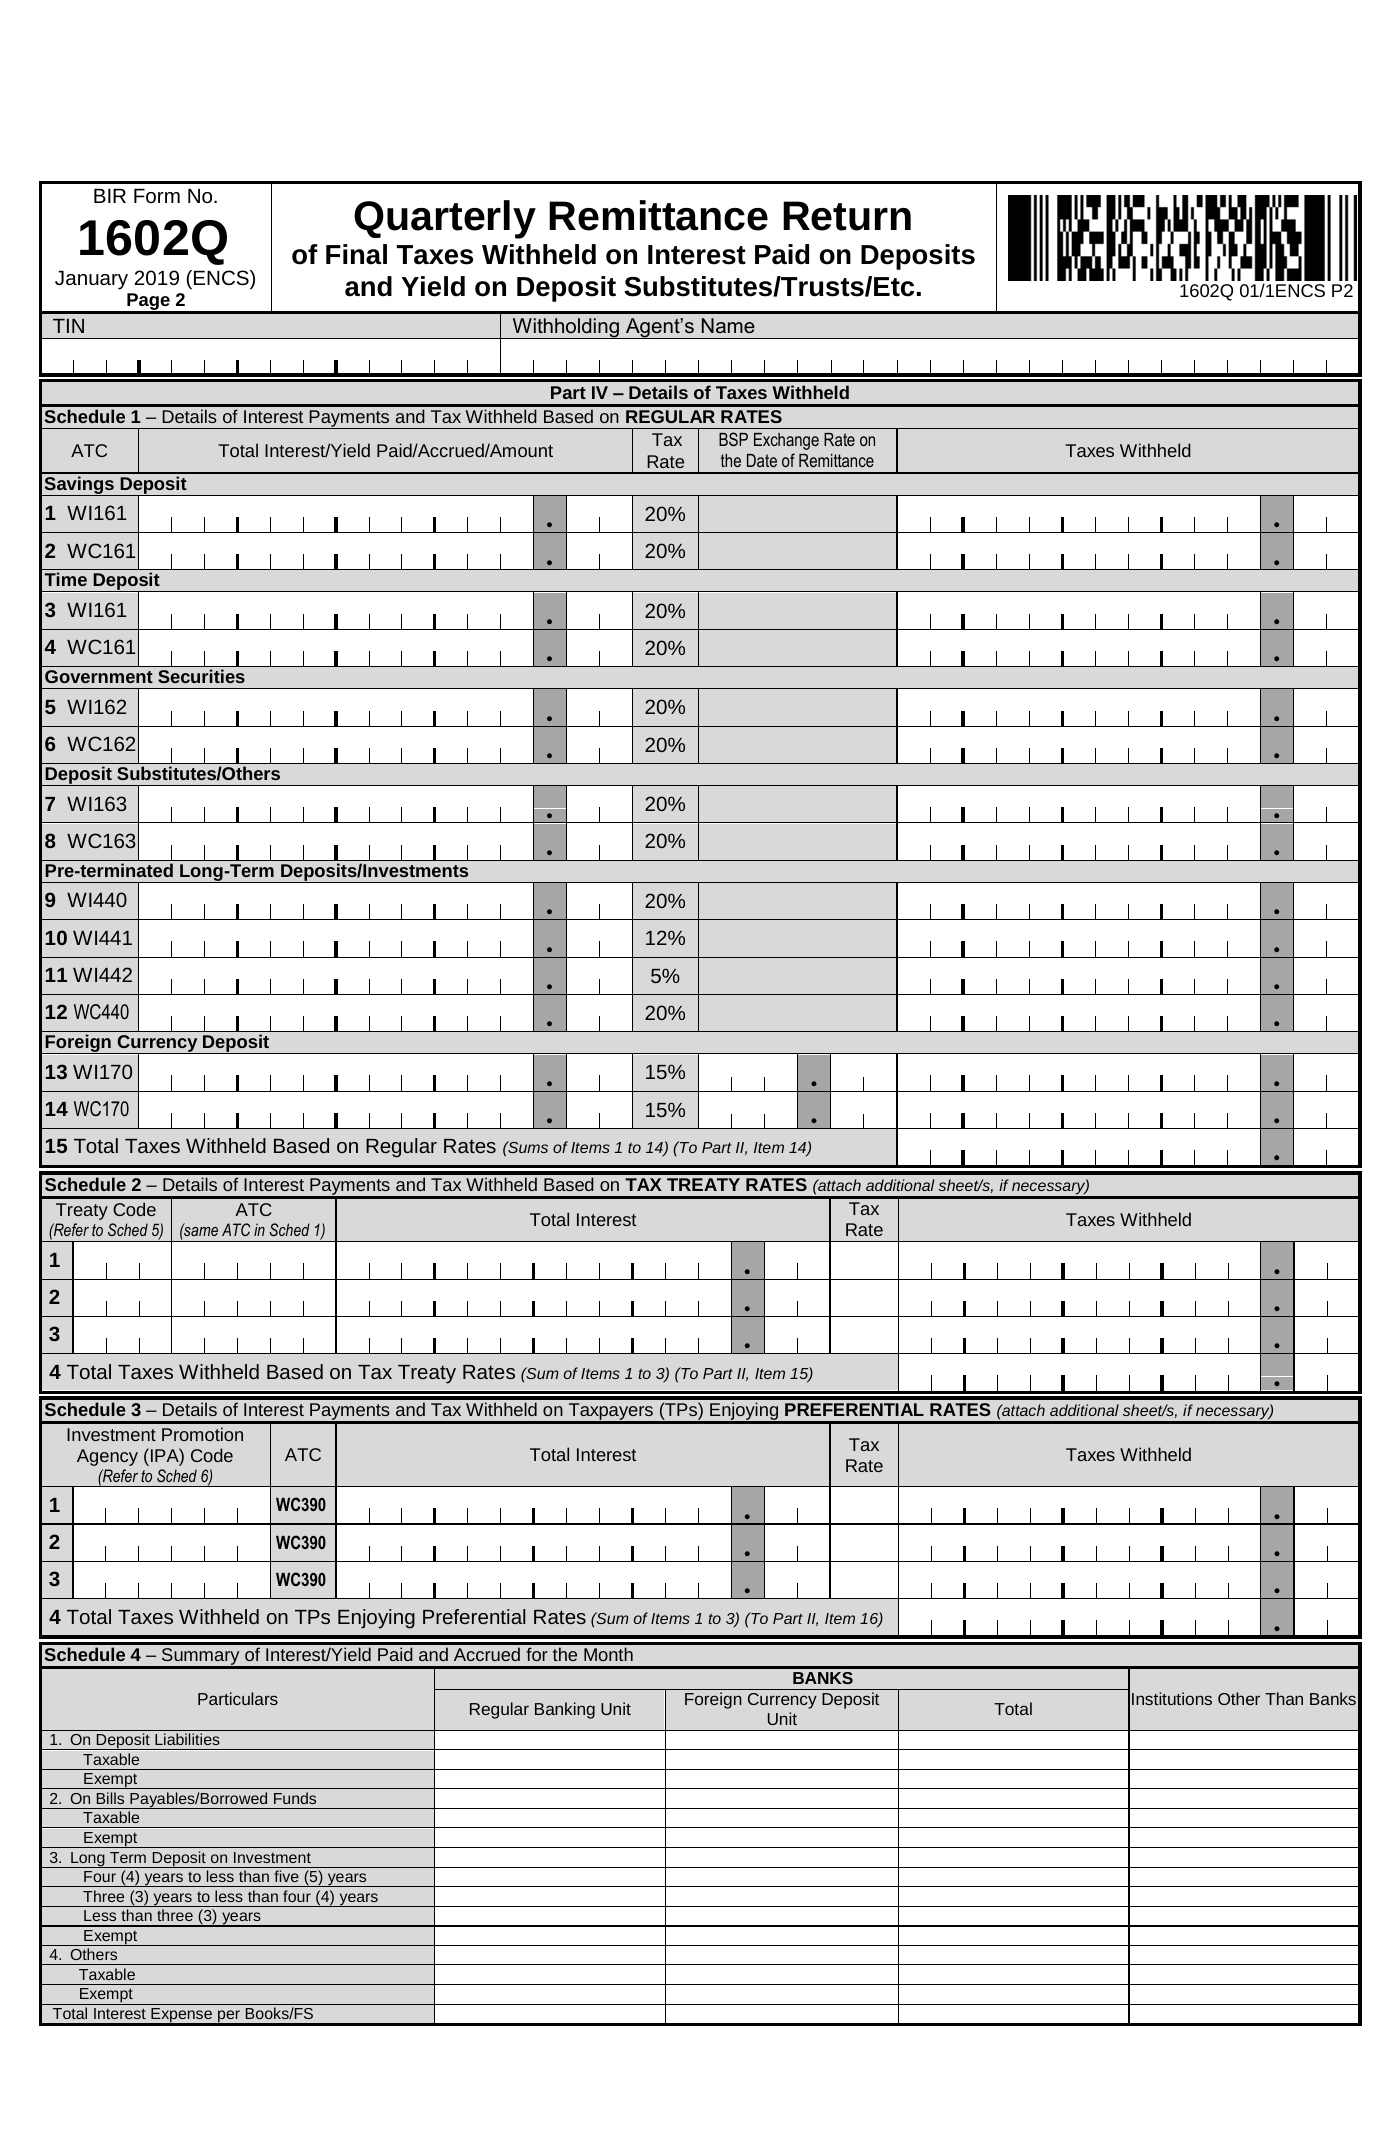 BIR Form No.
1602Q
January 2019 (ENCS)
Page 2
Quarterly Remittance Return
of Final Taxes Withheld on Interest Paid on Deposits
and Yield on Deposit Substitutes/Trusts/Etc.
1602Q 01/1ENCS P2
TIN Withholding Agent’s Name
Part IV – Details of Taxes Withheld
Schedule 1 – Details of Interest Payments and Tax Withheld Based on REGULAR RATES
ATC Total Interest/Yield Paid/Accrued/Amount Tax Rate BSP Exchange Rate on the Date of Remittance Taxes Withheld
Savings Deposit
1 WI161 . 20% .
2 WC161 . 20% .
Time Deposit
3 WI161 . 20% .
4 WC161 . 20% .
Government Securities
5 WI162 . 20% .
6 WC162 . 20% .
Deposit Substitutes/Others
7 WI163 . 20% .
8 WC163 . 20% .
Pre-terminated Long-Term Deposits/Investments
9 WI440 . 20% .
10 WI441 . 12% .
11 WI442 . 5% .
12 WC440 . 20% .
Foreign Currency Deposit
13 WI170 . 15% . .
14 WC170 . 15% . .
15 Total Taxes Withheld Based on Regular Rates (Sums of Items 1 to 14) (To Part II, Item 14) .
Schedule 2 – Details of Interest Payments and Tax Withheld Based on TAX TREATY RATES (attach additional sheet/s, if necessary)
Treaty Code (Refer to Sched 5) ATC (same ATC in Sched 1) Total Interest Tax Rate Taxes Withheld
1 . .
2 . .
3 . .
4 Total Taxes Withheld Based on Tax Treaty Rates (Sum of Items 1 to 3) (To Part II, Item 15) .
Schedule 3 – Details of Interest Payments and Tax Withheld on Taxpayers (TPs) Enjoying PREFERENTIAL RATES (attach additional sheet/s, if necessary)
Investment Promotion Agency (IPA) Code (Refer to Sched 6) ATC Total Interest Tax Rate Taxes Withheld
1 WC390 . .
2 WC390 . .
3 WC390 . .
4 Total Taxes Withheld on TPs Enjoying Preferential Rates (Sum of Items 1 to 3) (To Part II, Item 16) .
Schedule 4 – Summary of Interest/Yield Paid and Accrued for the Month
Particulars BANKS Institutions Other Than Banks
Regular Banking Unit Foreign Currency Deposit Unit Total
1. On Deposit Liabilities
Taxable
Exempt
2. On Bills Payables/Borrowed Funds
Taxable
Exempt
3. Long Term Deposit on Investment
Four (4) years to less than five (5) years
Three (3) years to less than four (4) years
Less than three (3) years
Exempt
4. Others
Taxable
Exempt
Total Interest Expense per Books/FS